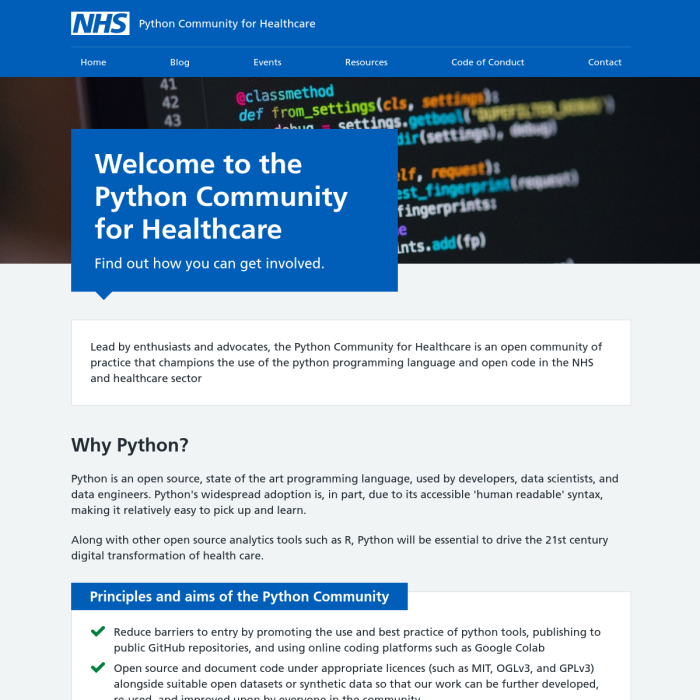 NHS Python Community for Healthcare
Home Blog Events Resources Code of Conduct Contact
41
42
43
@classmethod
def from_settings(cls, settings):
debug = settings.getbool(
dir(settings), debug)
lf, request):
est_fingerprint(request)
fingerprints:
e
nts.add(fp)
Welcome to the
Python Community
for Healthcare
Find out how you can get involved.
Lead by enthusiasts and advocates, the Python Community for Healthcare is an open community of
practice that champions the use of the python programming language and open code in the NHS
and healthcare sector
Why Python?
Python is an open source, state of the art programming language, used by developers, data scientists, and
data engineers. Python's widespread adoption is, in part, due to its accessible 'human readable' syntax,
making it relatively easy to pick up and learn.
Along with other open source analytics tools such as R, Python will be essential to drive the 21st century
digital transformation of health care.
Principles and aims of the Python Community
Reduce barriers to entry by promoting the use and best practice of python tools, publishing to
public GitHub repositories, and using online coding platforms such as Google Colab
Open source and document code under appropriate licences (such as MIT, OGLv3, and GPLv3)
alongside suitable open datasets or synthetic data so that our work can be further developed,
re-used, and improved upon by everyone in the community